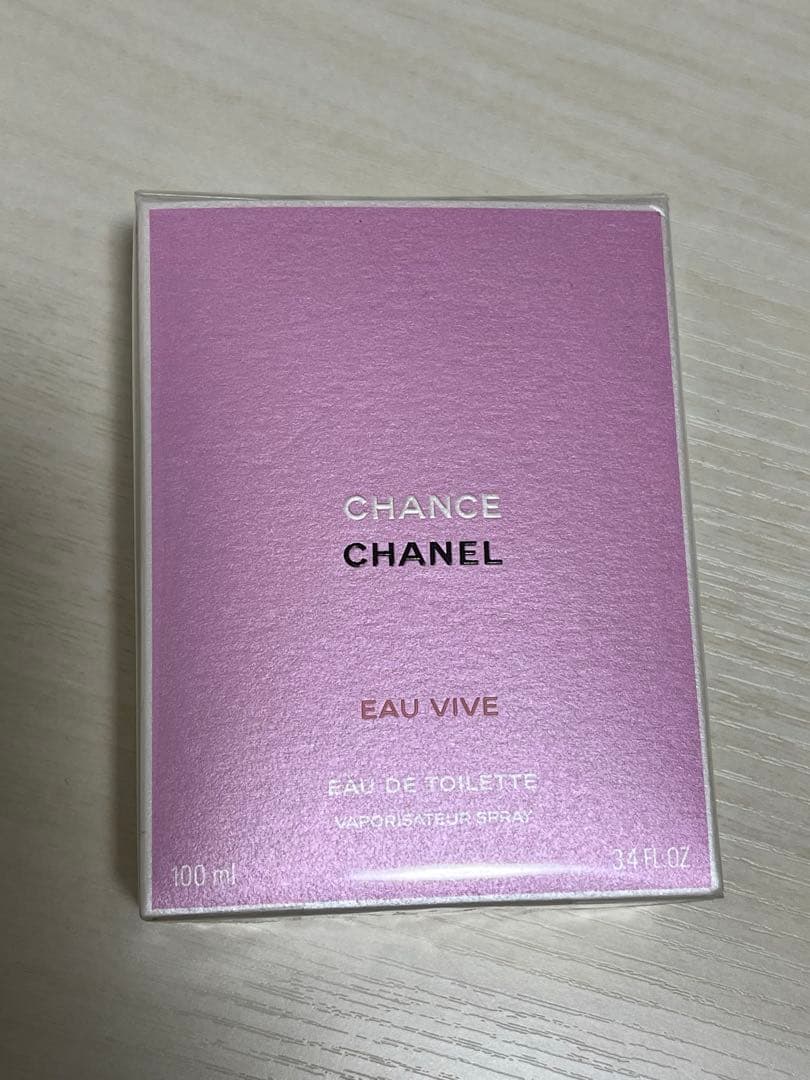 CHANCE
CHANEL
EAU VIVE
EAU DE TOILETTE
VAPORISATEUR SPRAY
100 ml
3.4 FL.OZ